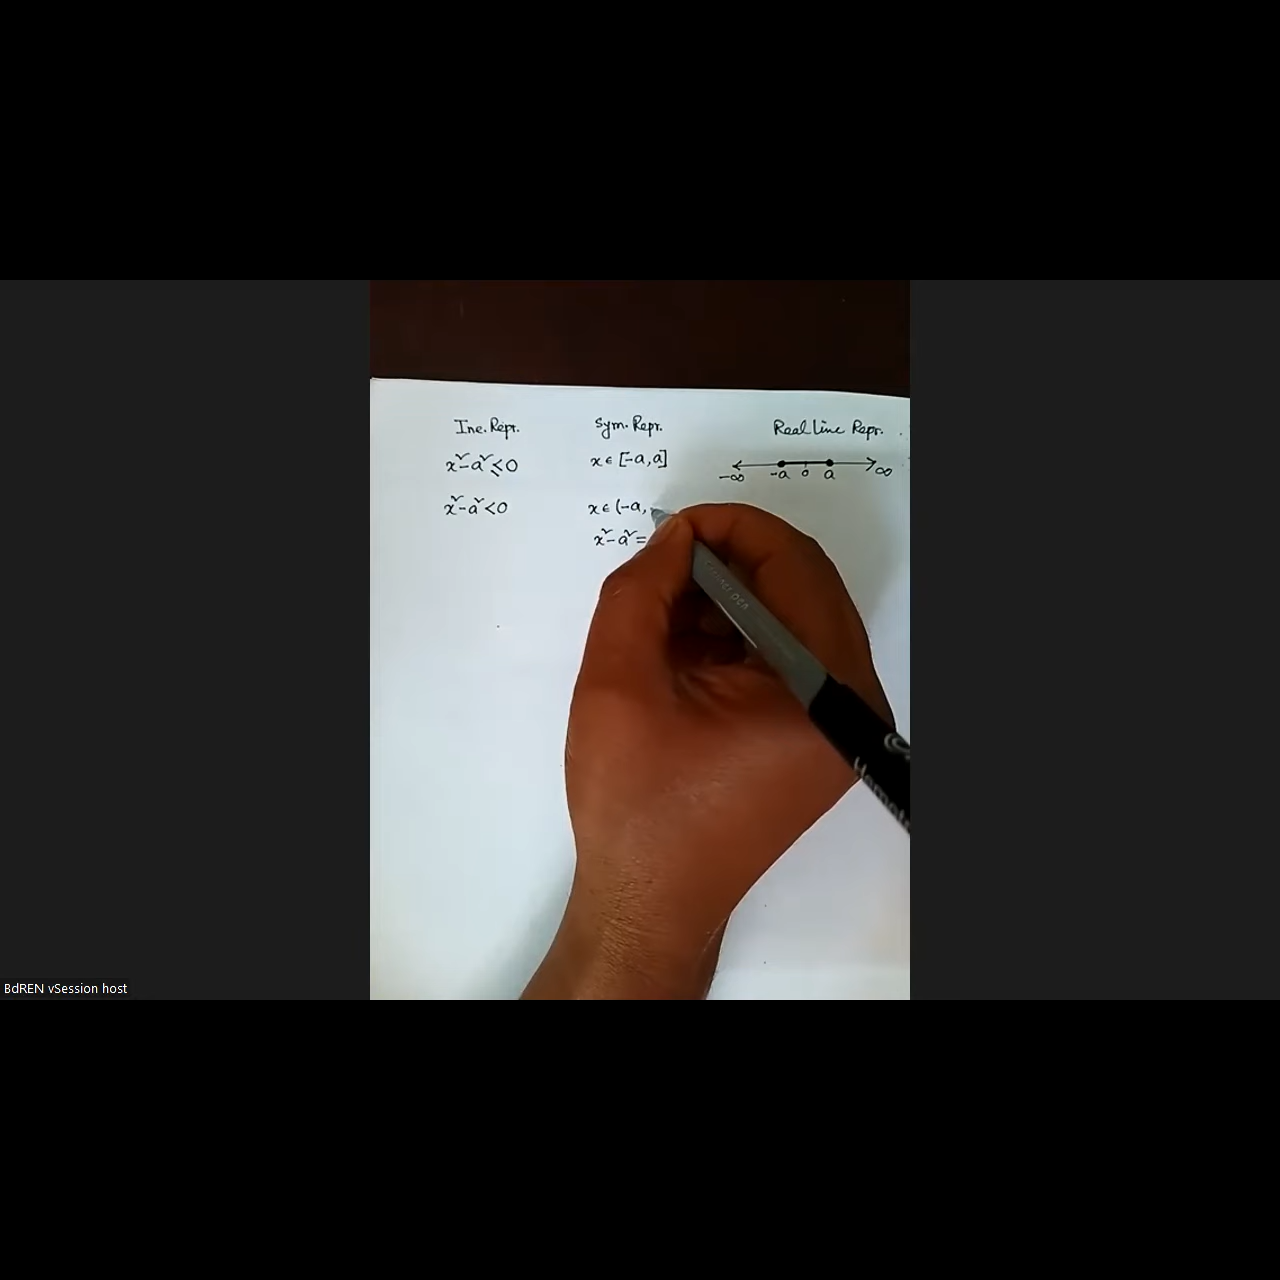 Ine. Repr. Sym. Repr. Real Line Repr.
x²-a²≤0 x∈[-a,a] -∞ -a 0 a ∞
x²-a²<0 x∈(-a,
x²-a²=
BdREN vSession host